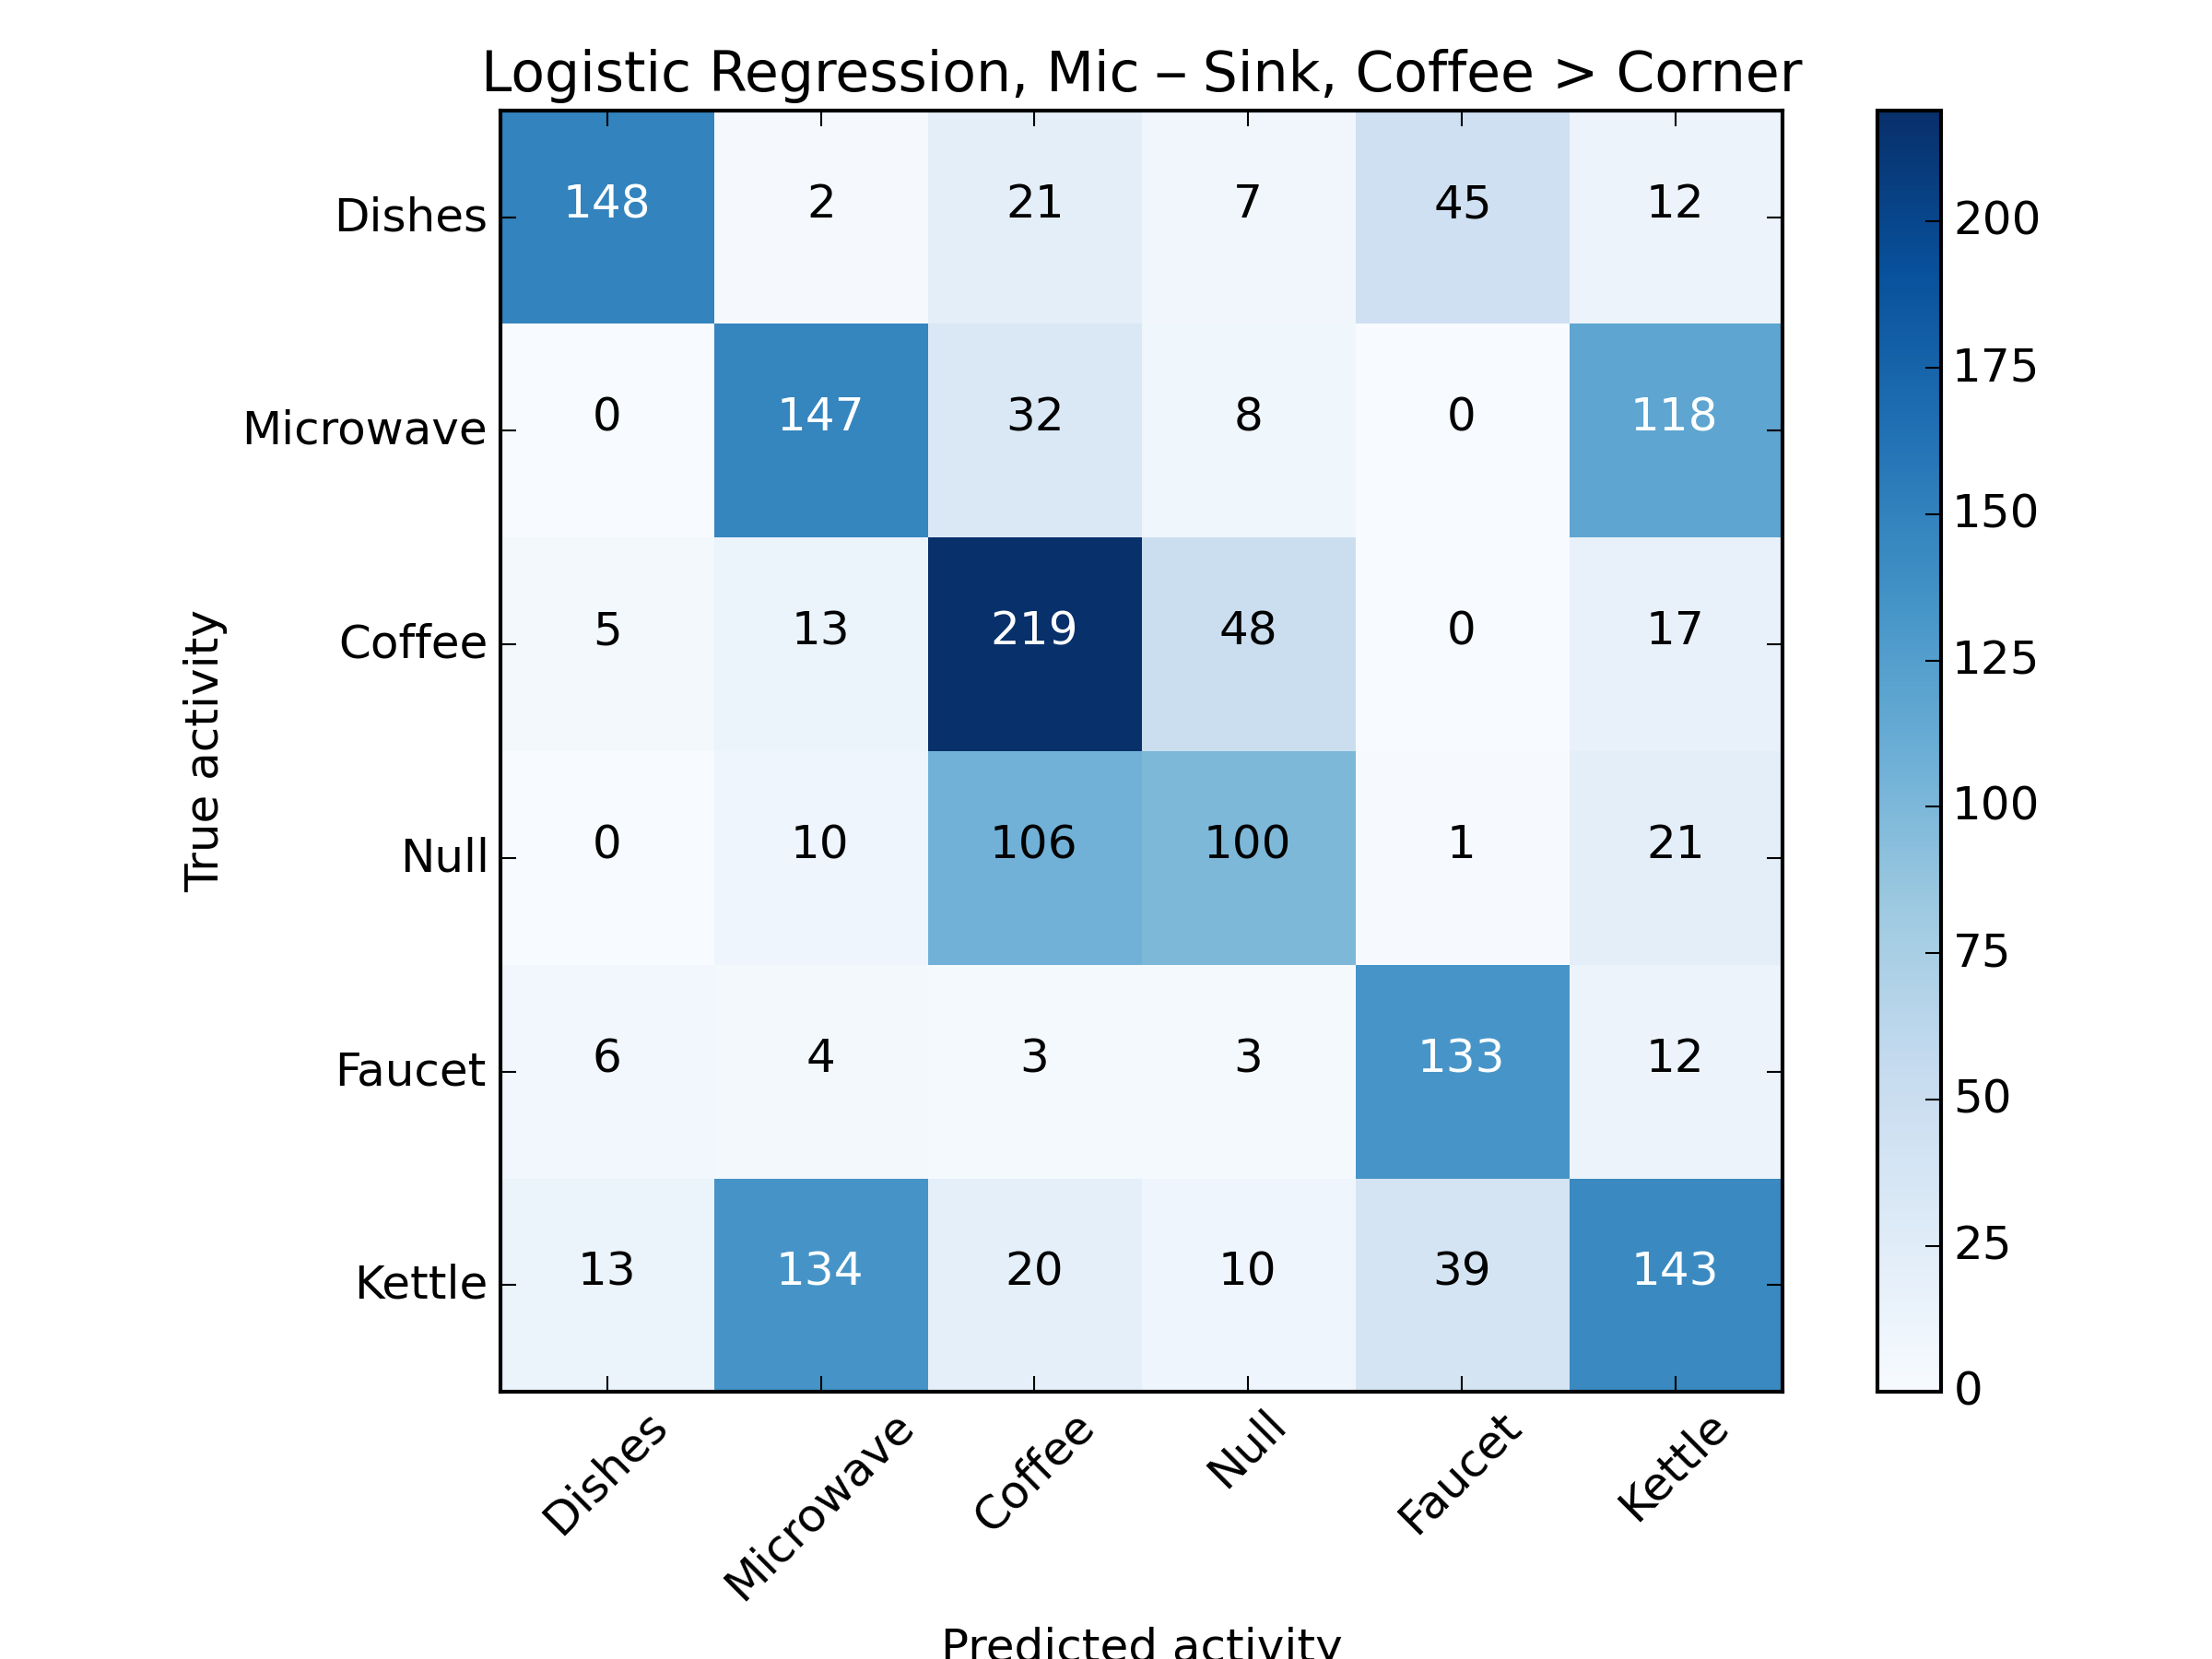 Logistic Regression, Mic – Sink, Coffee > Corner
Dishes 148 2 21 7 45 12
Microwave 0 147 32 8 0 118
Coffee 5 13 219 48 0 17
Null 0 10 106 100 1 21
Faucet 6 4 3 3 133 12
Kettle 13 134 20 10 39 143
True activity
Dishes Microwave Coffee Null Faucet Kettle
Predicted activity
200
175
150
125
100
75
50
25
0